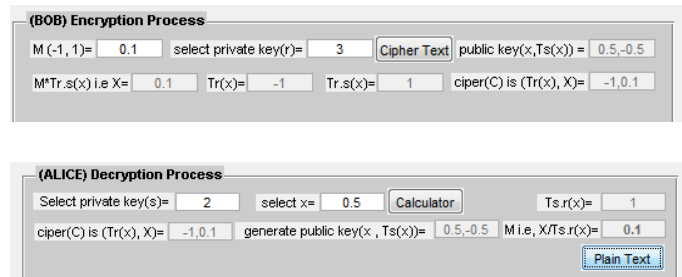 (BOB) Encryption Process
M (-1, 1)= 0.1 select private key(r)= 3 Cipher Text public key(x,Ts(x)) = 0.5,-0.5
M*Tr.s(x) i.e X= 0.1 Tr(x)= -1 Tr.s(x)= 1 ciper(C) is (Tr(x), X)= -1,0.1
(ALICE) Decryption Process
Select private key(s)= 2 select x= 0.5 Calculator Ts.r(x)= 1
ciper(C) is (Tr(x), X)= -1,0.1 generate public key(x , Ts(x))= 0.5,-0.5 M i.e, X/Ts.r(x)= 0.1
Plain Text